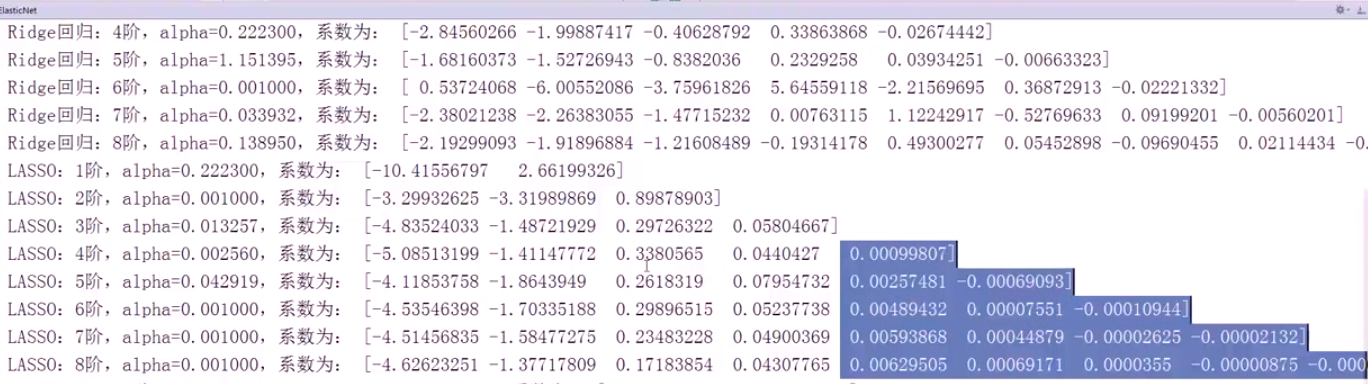 ElasticNet
Ridge回归：4阶，alpha=0.222300，系数为： [-2.84560266 -1.99887417 -0.40628792 0.33863868 -0.02674442]
Ridge回归：5阶，alpha=1.151395，系数为： [-1.68160373 -1.52726943 -0.8382036 0.2329258 0.03934251 -0.00663323]
Ridge回归：6阶，alpha=0.001000，系数为： [ 0.53724068 -6.00552086 -3.75961826 5.64559118 -2.21569695 0.36872913 -0.02221332]
Ridge回归：7阶，alpha=0.033932，系数为： [-2.38021238 -2.26383055 -1.47715232 0.00763115 1.12242917 -0.52769633 0.09199201 -0.00560201]
Ridge回归：8阶，alpha=0.138950，系数为： [-2.19299093 -1.91896884 -1.21608489 -0.19314178 0.49300277 0.05452898 -0.09690455 0.02114434 -0.
LASSO：1阶，alpha=0.222300，系数为： [-10.41556797 2.66199326]
LASSO：2阶，alpha=0.001000，系数为： [-3.29932625 -3.31989869 0.89878903]
LASSO：3阶，alpha=0.013257，系数为： [-4.83524033 -1.48721929 0.29726322 0.05804667]
LASSO：4阶，alpha=0.002560，系数为： [-5.08513199 -1.41147772 0.3380565 0.0440427 0.00099807]
LASSO：5阶，alpha=0.042919，系数为： [-4.11853758 -1.8643949 0.2618319 0.07954732 0.00257481 -0.00069093]
LASSO：6阶，alpha=0.001000，系数为： [-4.53546398 -1.70335188 0.29896515 0.05237738 0.00489432 0.00007551 -0.00010944]
LASSO：7阶，alpha=0.001000，系数为： [-4.51456835 -1.58477275 0.23483228 0.04900369 0.00593868 0.00044879 -0.00002625 -0.00002132]
LASSO：8阶，alpha=0.001000，系数为： [-4.62623251 -1.37717809 0.17183854 0.04307765 0.00629505 0.00069171 0.0000355 -0.00000875 -0.000